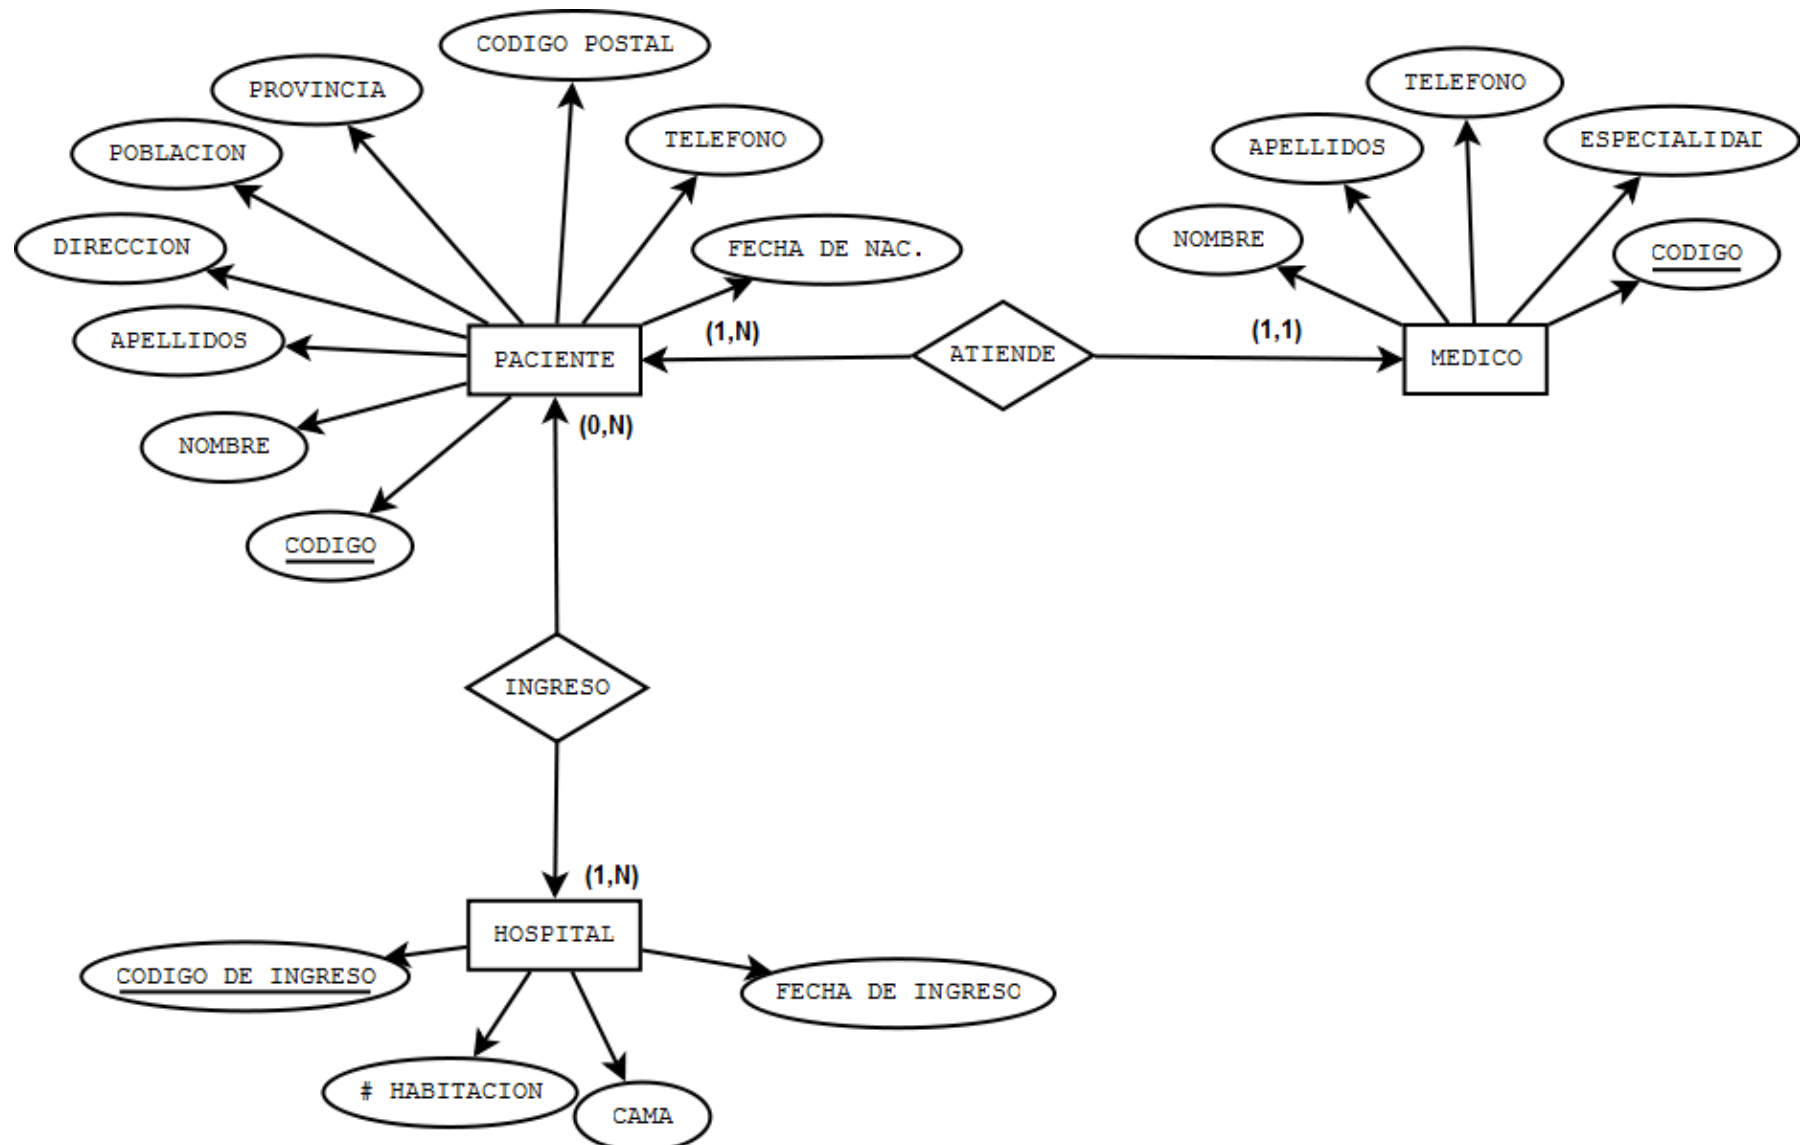 CODIGO POSTAL
PROVINCIA
TELEFONO
POBLACION
TELEFONO
APELLIDOS
ESPECIALIDAD
DIRECCION
FECHA DE NAC.
NOMBRE
CODIGO
APELLIDOS
(1,N)
(1,1)
PACIENTE
ATIENDE
MEDICO
(0,N)
NOMBRE
CODIGO
INGRESO
(1,N)
HOSPITAL
CODIGO DE INGRESO
FECHA DE INGRESO
# HABITACION
CAMA